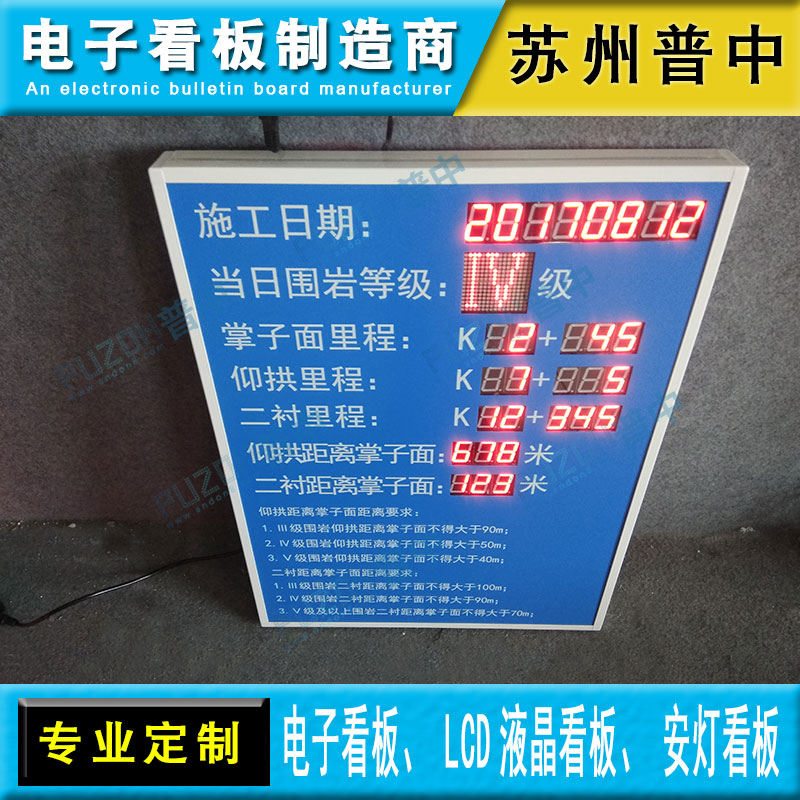 电子看板制造商
An electronic bulletin board manufacturer
苏州普中
施工日期: 20170812
当日围岩等级: IV 级
掌子面里程: K 2+ 45
仰拱里程: K 7+ 5
二衬里程: K 12+345
仰拱距离掌子面: 678 米
二衬距离掌子面: 123 米
仰拱距离掌子面距离要求:
1. III级围岩仰拱距离掌子面不得大于90m;
2. IV级围岩仰拱距离掌子面不得大于50m;
3. V级围岩仰拱距离掌子面不得大于40m;
二衬距离掌子面距离要求:
1. III级围岩二衬距离掌子面不得大于100m;
2. IV级围岩二衬距离掌子面不得大于90m;
3. V级及以上围岩二衬距离掌子面不得大于70m;
专业定制
电子看板、LCD液晶看板、安灯看板